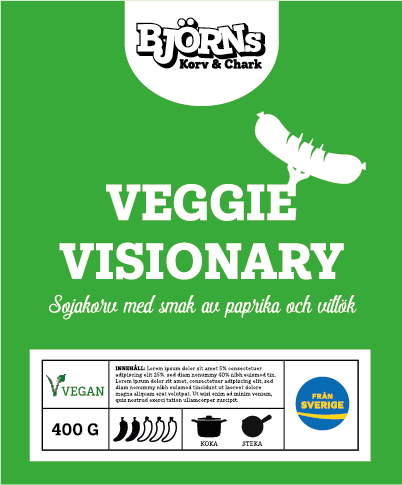 BJÖRNs
Korv & Chark
VEGGIE
VISIONARY
Sojakorv med smak av paprika och vitlök
VEGAN
INNEHÅLL: Lorem ipsum dolor sit amet 5% consectetuer
adipiscing elit 25%, sed diam nonummy 40% nibh euismod tin.
Lorem ipsum dolor sit amet, consectetuer adipiscing elit, sed
diam nonummy nibh euismod tincidunt ut laoreet dolore
magna aliquam erat volutpat. Ut wisi enim ad minim veniam,
quis nostrud exerci tation ullamcorper suscipit.
400 G
KOKA
STEKA
FRÅN
SVERIGE